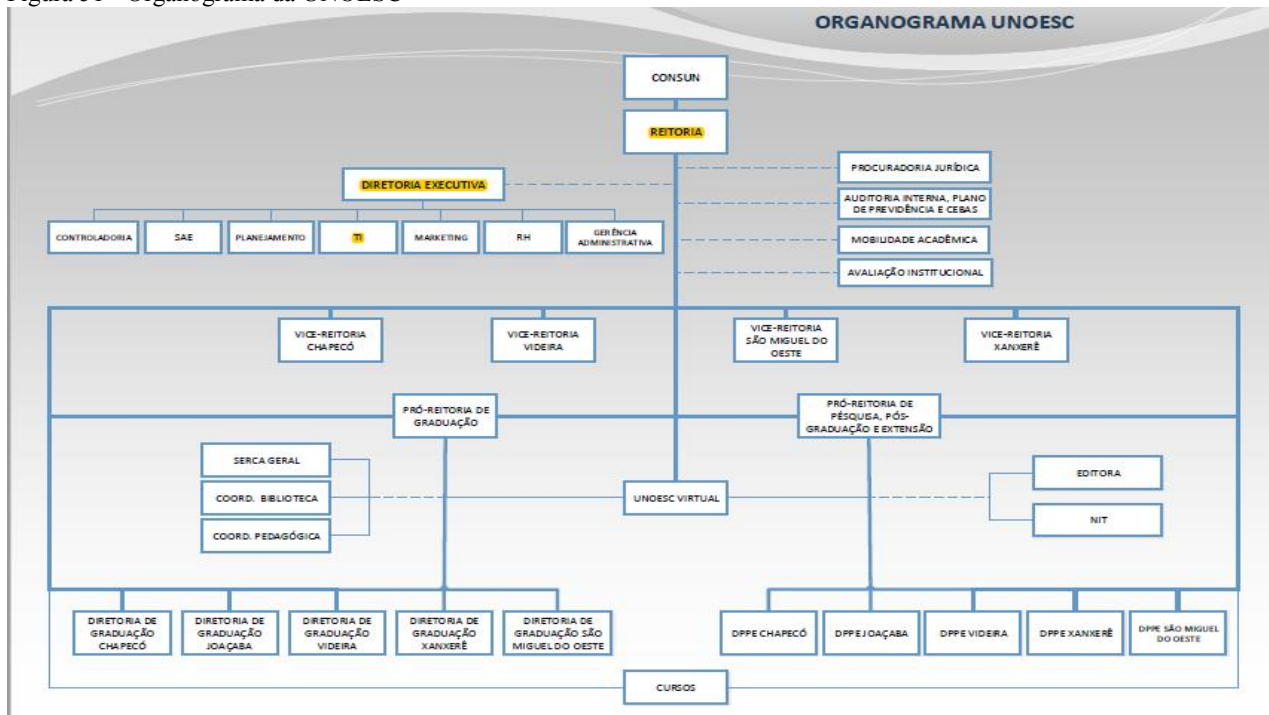 Figura 31 - Organograma da UNOESC
ORGANOGRAMA UNOESC
CONSUN
REITORIA
DIRETORIA EXECUTIVA
PROCURADORIA JURÍDICA
AUDITORIA INTERNA, PLANO
DE PREVIDÊNCIA E CEBAS
MOBILIDADE ACADÊMICA
AVALIAÇÃO INSTITUCIONAL
CONTROLADORIA
SAE
PLANEJAMENTO
TI
MARKETING
RH
GERÊNCIA
ADMINISTRATIVA
VICE-REITORIA
CHAPECÓ
VICE-REITORIA
VIDEIRA
VICE-REITORIA
SÃO MIGUEL DO
OESTE
VICE-REITORIA
XANXERÊ
PRÓ-REITORIA DE
GRADUAÇÃO
PRÓ-REITORIA DE
PÉSQUISA, PÓS-
GRADUAÇÃO E EXTENSÃO
SERCA GERAL
COORD. BIBLIOTECA
COORD. PEDAGÓGICA
UNOESC VIRTUAL
EDITORA
NIT
DIRETORIA DE
GRADUAÇÃO
CHAPECÓ
DIRETORIA DE
GRADUAÇÃO
JOAÇABA
DIRETORIA DE
GRADUAÇÃO
VIDEIRA
DIRETORIA DE
GRADUAÇÃO
XANXERÊ
DIRETORIA DE
GRADUAÇÃO SÃO
MIGUEL DO OESTE
DPPE CHAPECÓ
DPPE JOAÇABA
DPPE VIDEIRA
DPPE XANXERÊ
DPPE SÃO MIGUEL
DO OESTE
CURSOS